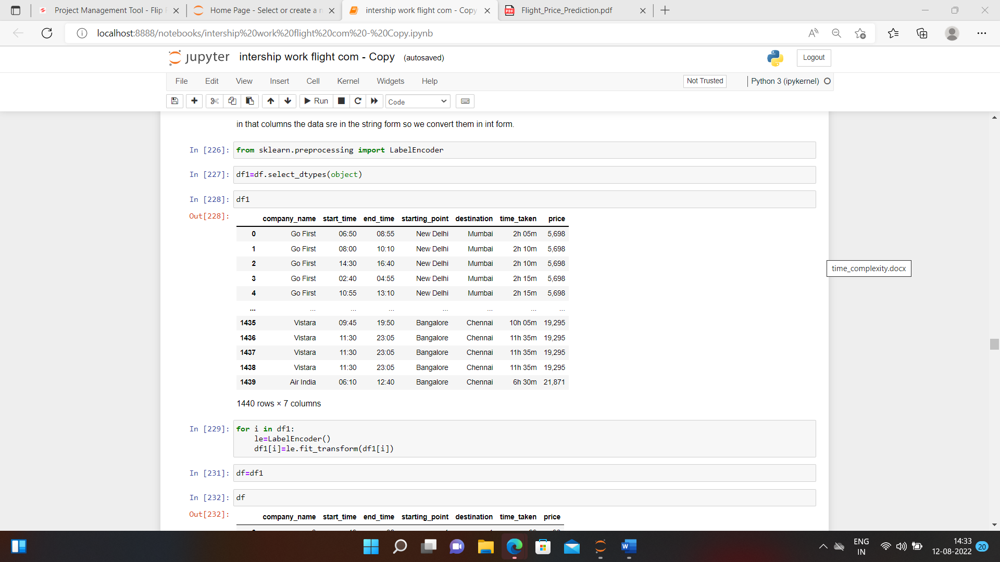 Project Management Tool - Flip
Home Page - Select or create a n
intership work flight com - Copy
Flight_Price_Prediction.pdf
localhost:8888/notebooks/intership%20work%20flight%20com%20-%20Copy.ipynb
jupyter intership work flight com - Copy (autosaved)
Logout
File Edit View Insert Cell Kernel Widgets Help
Not Trusted
Python 3 (ipykernel)
Run
Code
in that columns the data sre in the string form so we convert them in int form.
In [226]: from sklearn.preprocessing import LabelEncoder
In [227]: df1=df.select_dtypes(object)
In [228]: df1
Out[228]:
company_name start_time end_time starting_point destination time_taken price
0 Go First 06:50 08:55 New Delhi Mumbai 2h 05m 5,698
1 Go First 08:00 10:10 New Delhi Mumbai 2h 10m 5,698
2 Go First 14:30 16:40 New Delhi Mumbai 2h 10m 5,698
3 Go First 02:40 04:55 New Delhi Mumbai 2h 15m 5,698
4 Go First 10:55 13:10 New Delhi Mumbai 2h 15m 5,698
... ... ... ... ... ... ... ...
1435 Vistara 09:45 19:50 Bangalore Chennai 10h 05m 19,295
1436 Vistara 11:30 23:05 Bangalore Chennai 11h 35m 19,295
1437 Vistara 11:30 23:05 Bangalore Chennai 11h 35m 19,295
1438 Vistara 11:30 23:05 Bangalore Chennai 11h 35m 19,295
1439 Air India 06:10 12:40 Bangalore Chennai 6h 30m 21,871
1440 rows × 7 columns
time_complexity.docx
In [229]: for i in df1:
le=LabelEncoder()
df1[i]=le.fit_transform(df1[i])
In [231]: df=df1
In [232]: df
Out[232]:
company_name start_time end_time starting_point destination time_taken price
ENG
IN
14:33
12-08-2022
20